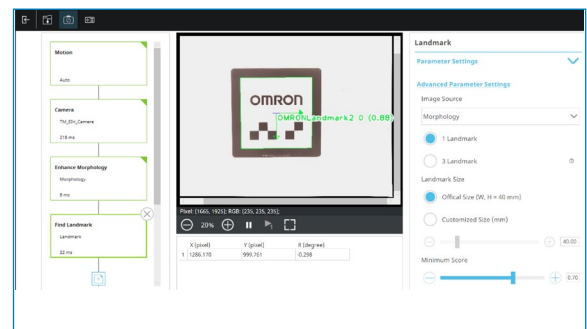 Motion
Auto
Camera
TM_EIH_Camera
218 ms
Enhance Morphology
Morphology
5 ms
Find Landmark
Landmark
22 ms
OMRON
OMRONLandmark2 0 (0.88)
Pixel: (1665, 1925); RGB: (235, 235, 235);
20%
X (pixel) Y (pixel) R (degree)
1 1286.170 999.761 -0.298
Landmark
Parameter Settings
Advanced Parameter Settings
Image Source
Morphology
1 Landmark
3 Landmark
Landmark Size
Offical Size (W, H = 40 mm)
Customized Size (mm)
40.00
Minimum Score
0.70